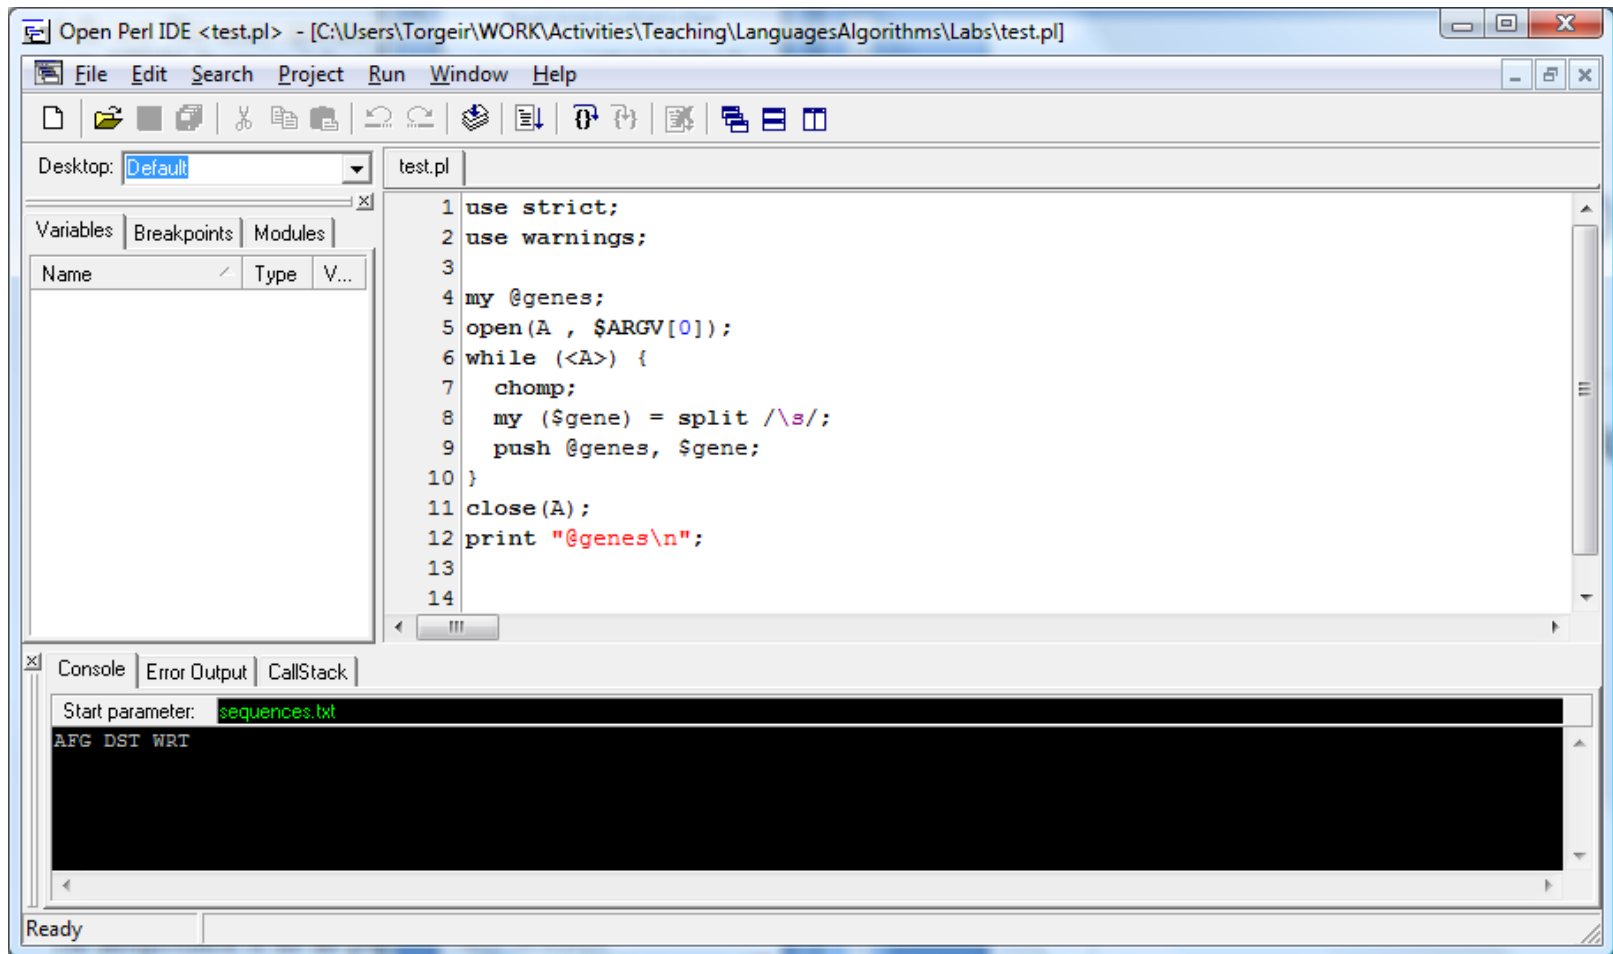 Open Perl IDE <test.pl>  - [C:\Users\Torgeir\WORK\Activities\Teaching\LanguagesAlgorithms\Labs\test.pl]
File Edit Search Project Run Window Help
Desktop: Default
test.pl
Variables Breakpoints Modules
Name Type V...
1 use strict;
2 use warnings;
3
4 my @genes;
5 open(A , $ARGV[0]);
6 while (<A>) {
7   chomp;
8   my ($gene) = split /\s/;
9   push @genes, $gene;
10 }
11 close(A);
12 print "@genes\n";
13
14
Console Error Output CallStack
Start parameter: sequences.txt
AFG DST WRT
Ready